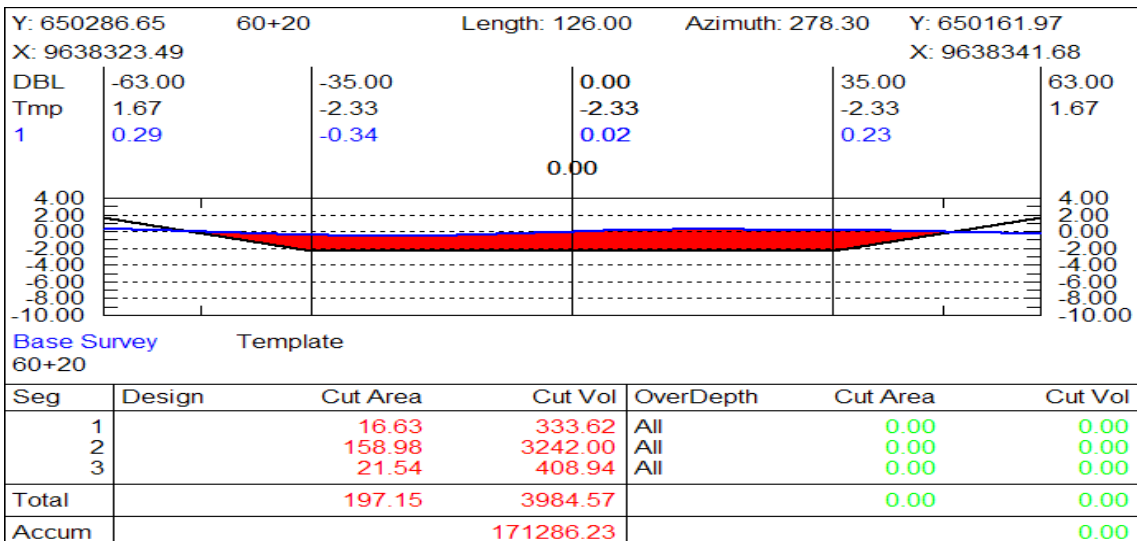 Y: 650286.65 60+20 Length: 126.00 Azimuth: 278.30 Y: 650161.97
X: 9638323.49 X: 9638341.68
DBL -63.00 -35.00 0.00 35.00 63.00
Tmp 1.67 -2.33 -2.33 -2.33 1.67
1 0.29 -0.34 0.02 0.23
0.00
4.00 4.00
2.00 2.00
0.00 0.00
-2.00 -2.00
-4.00 -4.00
-6.00 -6.00
-8.00 -8.00
-10.00 -10.00
Base Survey Template
60+20
Seg Design Cut Area Cut Vol OverDepth Cut Area Cut Vol
1 16.63 333.62 All 0.00 0.00
2 158.98 3242.00 All 0.00 0.00
3 21.54 408.94 All 0.00 0.00
Total 197.15 3984.57 0.00 0.00
Accum 171286.23 0.00